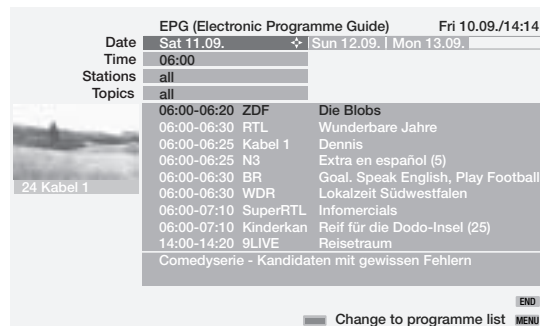 EPG (Electronic Programme Guide) Fri 10.09./14:14
Date Sat 11.09. Sun 12.09. Mon 13.09.
Time 06:00
Stations all
Topics all
06:00-06:20 ZDF Die Blobs
06:00-06:30 RTL Wunderbare Jahre
06:00-06:25 Kabel 1 Dennis
06:00-06:25 N3 Extra en español (5)
06:00-06:30 BR Goal. Speak English, Play Football
06:00-06:30 WDR Lokalzeit Südwestfalen
06:00-07:10 SuperRTL Infomercials
06:00-07:10 Kinderkan Reif für die Dodo-Insel (25)
14:00-14:20 9LIVE Reisetraum
24 Kabel 1
Comedyserie - Kandidaten mit gewissen Fehlern
END
Change to programme list MENU